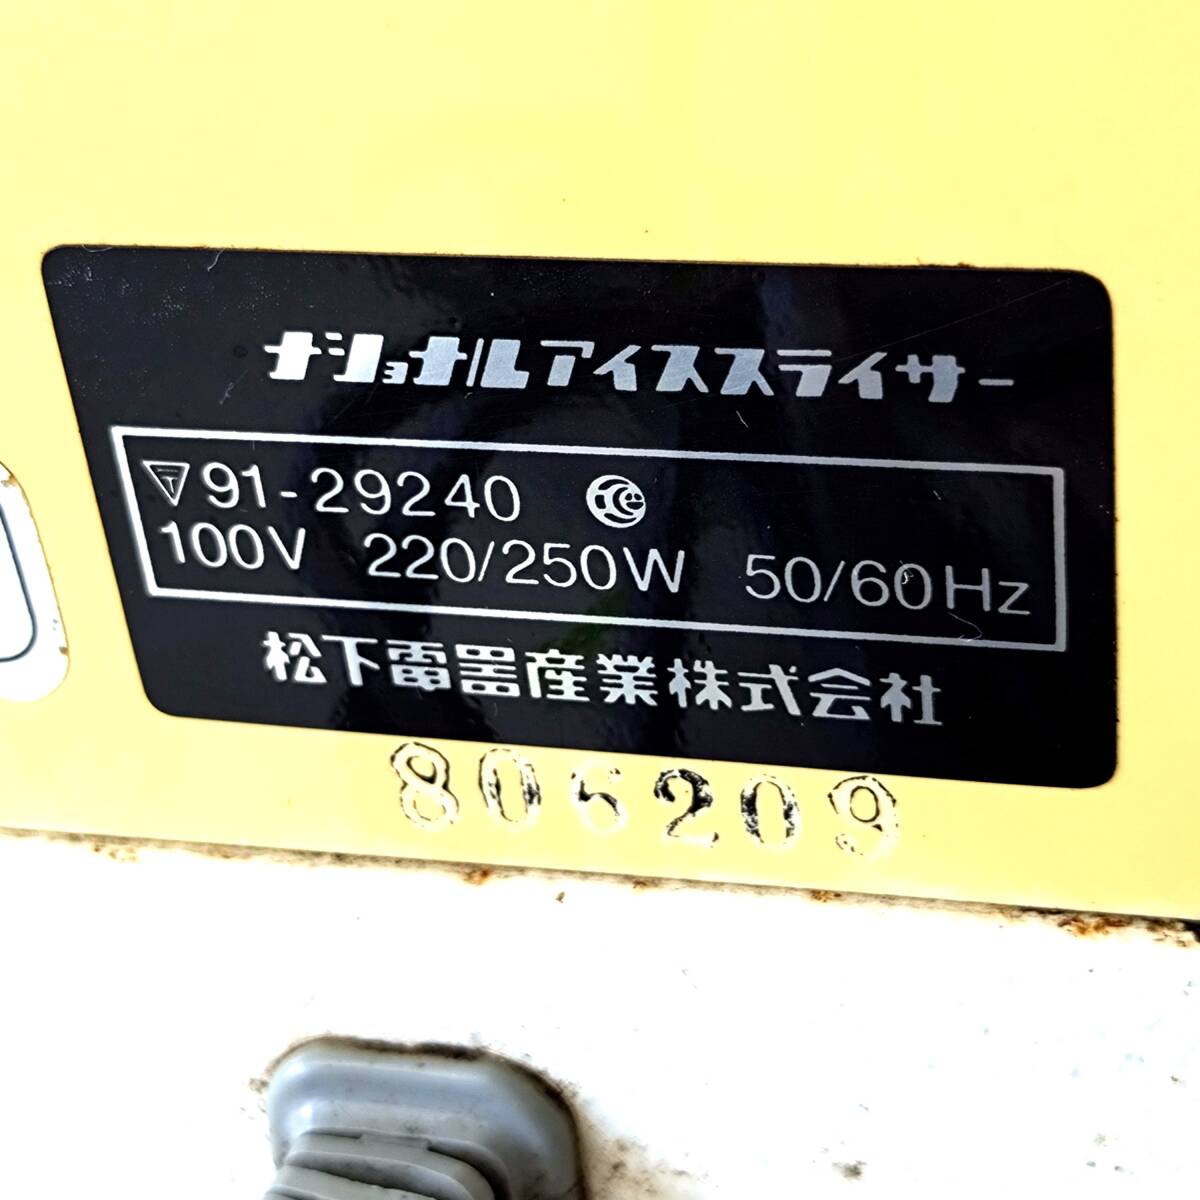 ナショナルアイススライサー
91-29240
100V 220/250W 50/60Hz
松下電器産業株式会社
806209